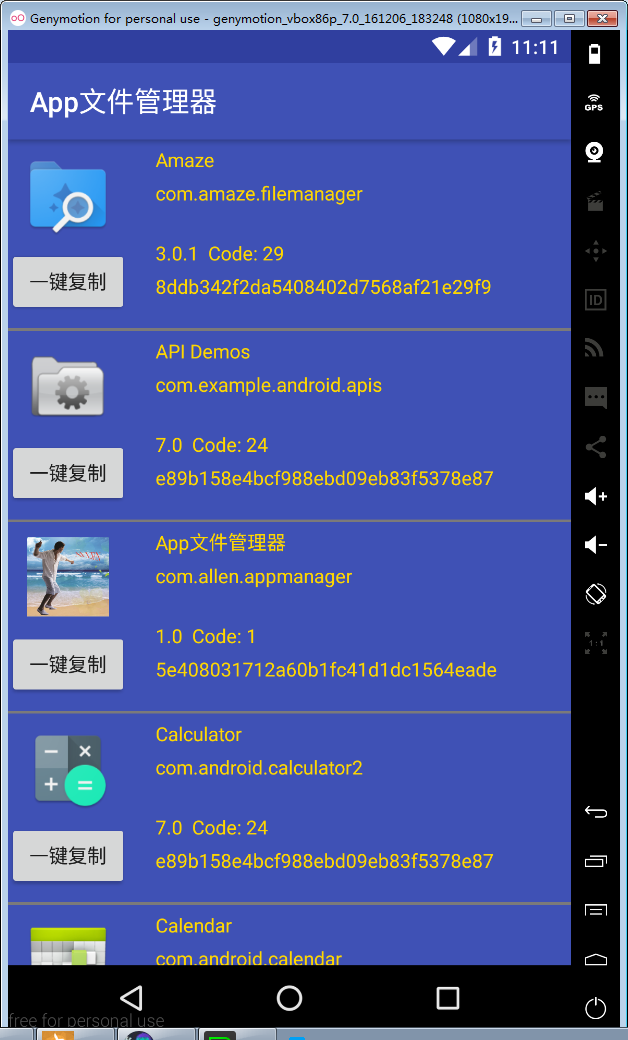 Genymotion for personal use - genymotion_vbox86p_7.0_161206_183248 (1080x19...
11:11
App文件管理器
Amaze
com.amaze.filemanager
3.0.1 Code: 29
一键复制
8ddb342f2da5408402d7568af21e29f9
API Demos
com.example.android.apis
7.0 Code: 24
一键复制
e89b158e4bcf988ebd09eb83f5378e87
App文件管理器
com.allen.appmanager
1.0 Code: 1
一键复制
5e408031712a60b1fc41d1dc1564eade
Calculator
com.android.calculator2
7.0 Code: 24
一键复制
e89b158e4bcf988ebd09eb83f5378e87
Calendar
com.android.calendar
free for personal use
GPS
ID
1:1